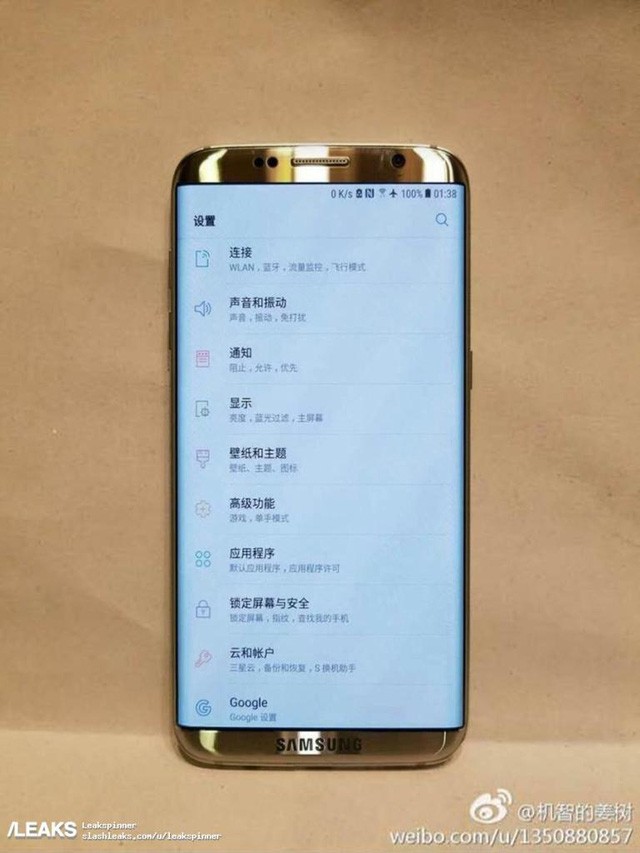 0 K/s 100% 01:38
设置
连接
WLAN，蓝牙，流量监控，飞行模式
声音和振动
声音，振动，免打扰
通知
阻止，允许，优先
显示
亮度，蓝光过滤，主屏幕
壁纸和主题
壁纸、主题、图标
高级功能
游戏，单手模式
应用程序
默认应用程序，应用程序许可
锁定屏幕与安全
锁定屏幕，指纹，查找我的手机
云和帐户
三星云，备份和恢复，S 换机助手
Google
Google 设置
SAMSUNG
/LEAKS
Leakspinner
slashleaks.com/u/leakspinner
@机智的姜树
weibo.com/u/1350880857